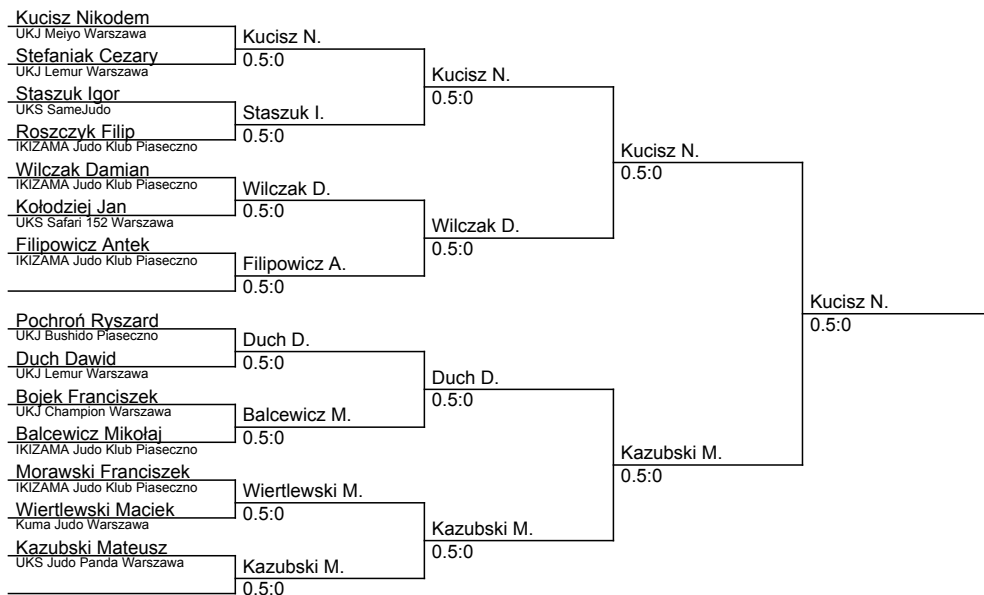 Kucisz Nikodem
UKJ Meiyo Warszawa
Stefaniak Cezary
UKJ Lemur Warszawa
Staszuk Igor
UKS SameJudo
Roszczyk Filip
IKIZAMA Judo Klub Piaseczno
Wilczak Damian
IKIZAMA Judo Klub Piaseczno
Kołodziej Jan
UKS Safari 152 Warszawa
Filipowicz Antek
IKIZAMA Judo Klub Piaseczno
Pochroń Ryszard
UKJ Bushido Piaseczno
Duch Dawid
UKJ Lemur Warszawa
Bojek Franciszek
UKJ Champion Warszawa
Balcewicz Mikołaj
IKIZAMA Judo Klub Piaseczno
Morawski Franciszek
IKIZAMA Judo Klub Piaseczno
Wiertlewski Maciek
Kuma Judo Warszawa
Kazubski Mateusz
UKS Judo Panda Warszawa
Kucisz N.
0.5:0
Staszuk I.
0.5:0
Wilczak D.
0.5:0
Filipowicz A.
0.5:0
Duch D.
0.5:0
Balcewicz M.
0.5:0
Wiertlewski M.
0.5:0
Kazubski M.
0.5:0
Kucisz N.
0.5:0
Wilczak D.
0.5:0
Duch D.
0.5:0
Kazubski M.
0.5:0
Kucisz N.
0.5:0
Kazubski M.
0.5:0
Kucisz N.
0.5:0